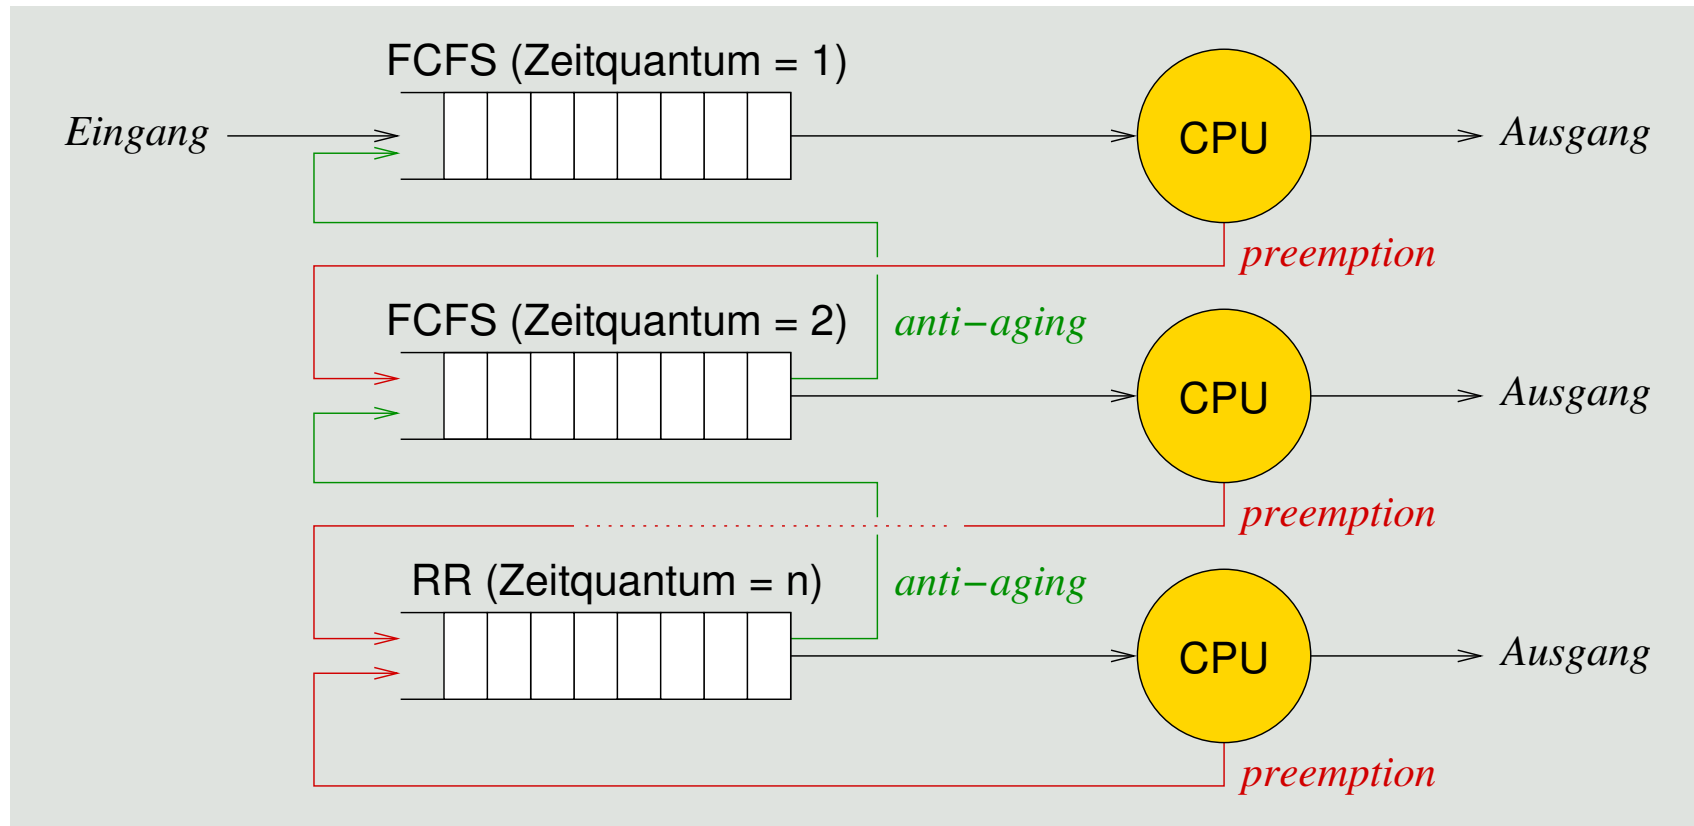 FCFS (Zeitquantum = 1)
Eingang
CPU
Ausgang
preemption
FCFS (Zeitquantum = 2)
anti−aging
CPU
Ausgang
preemption
RR (Zeitquantum = n)
anti−aging
CPU
Ausgang
preemption